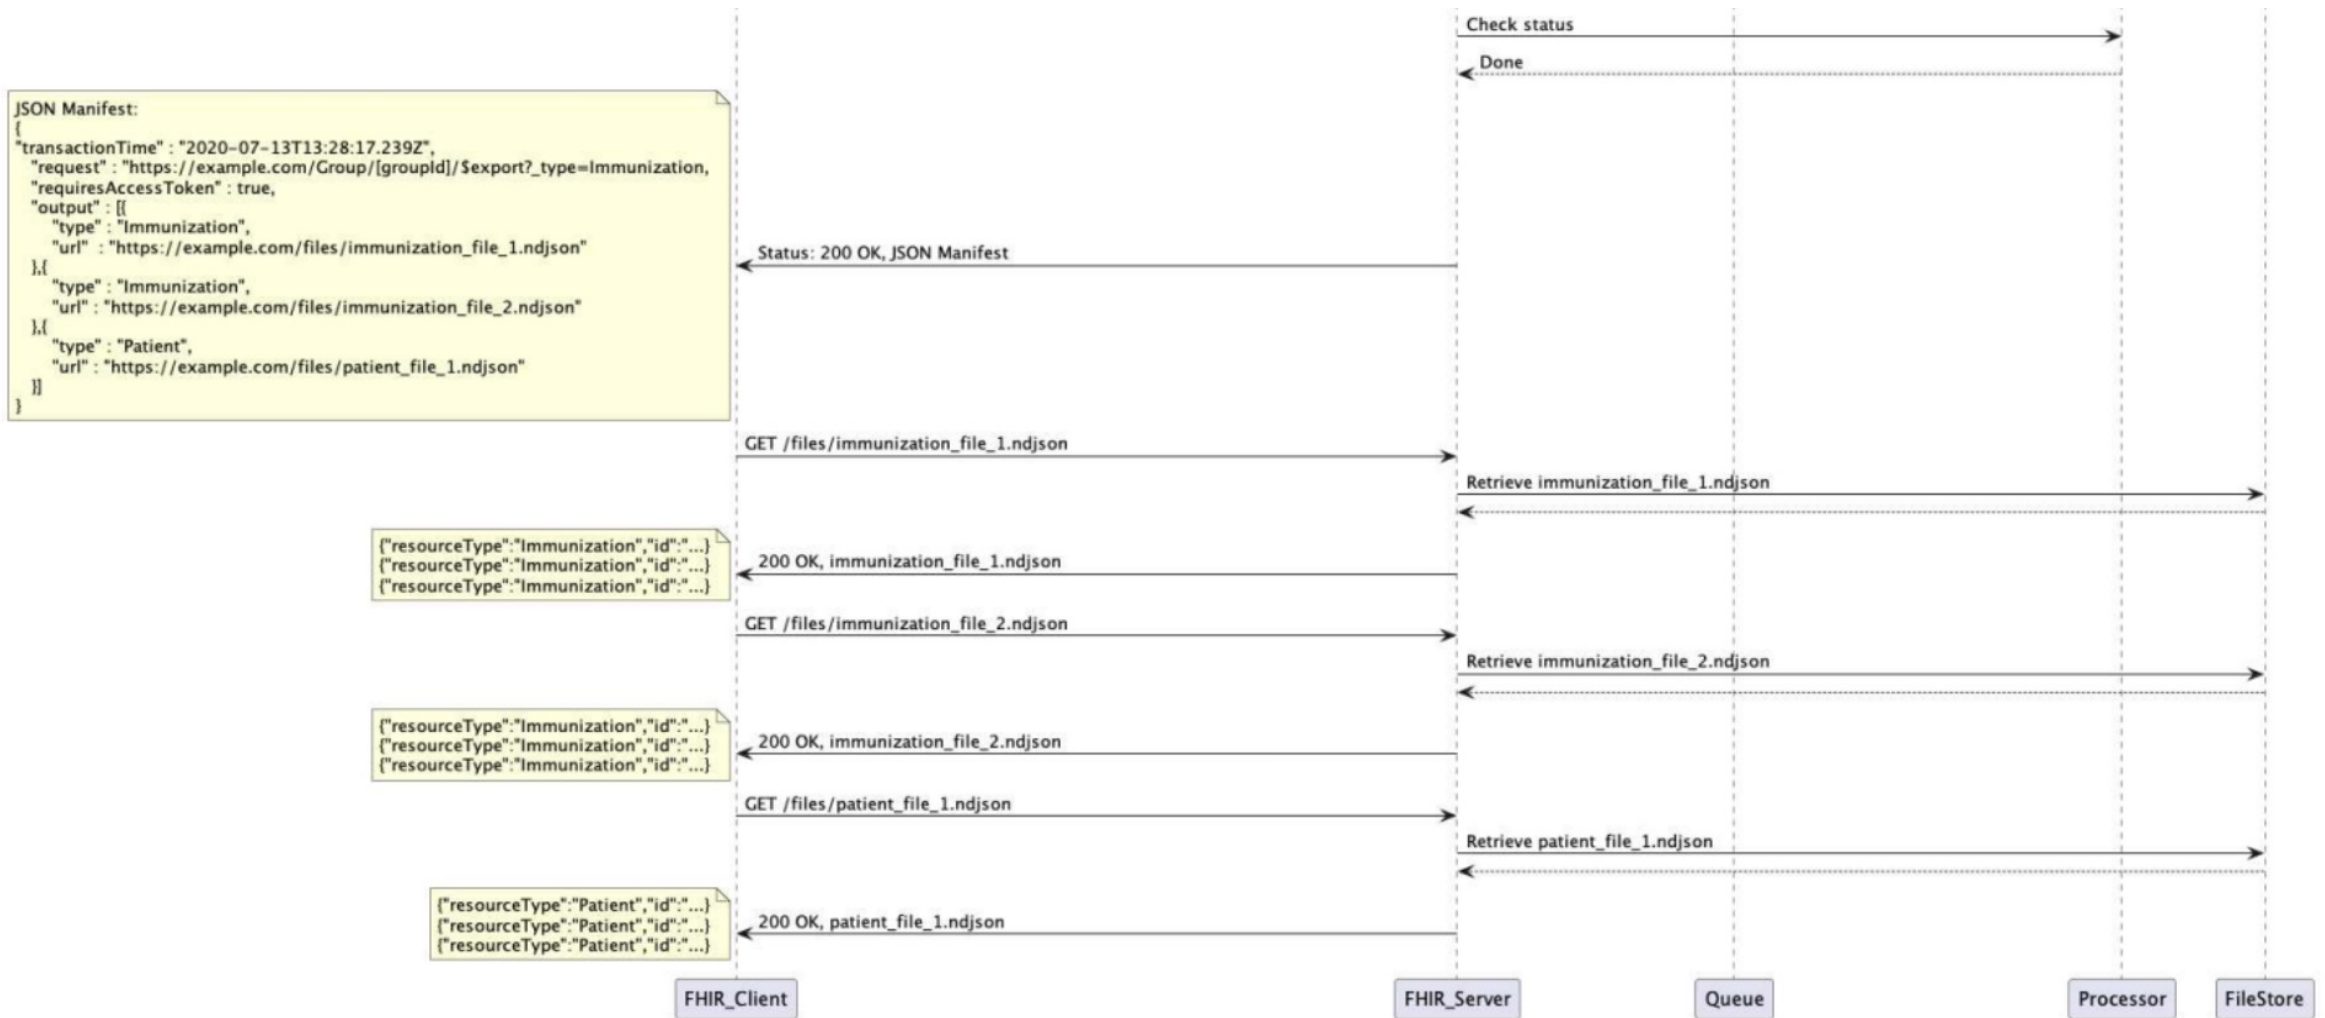 Check status
Done
JSON Manifest:
{
"transactionTime" : "2020-07-13T13:28:17.239Z",
"request" : "https://example.com/Group/[groupId]/$export?_type=Immunization,
"requiresAccessToken" : true,
"output" : [{
"type" : "Immunization",
"url" : "https://example.com/files/immunization_file_1.ndjson"
},{
"type" : "Immunization",
"url" : "https://example.com/files/immunization_file_2.ndjson"
},{
"type" : "Patient",
"url" : "https://example.com/files/patient_file_1.ndjson"
}]
}
Status: 200 OK, JSON Manifest
GET /files/immunization_file_1.ndjson
Retrieve immunization_file_1.ndjson
{"resourceType":"Immunization","id":"...}
{"resourceType":"Immunization","id":"...}
{"resourceType":"Immunization","id":"...}
200 OK, immunization_file_1.ndjson
GET /files/immunization_file_2.ndjson
Retrieve immunization_file_2.ndjson
{"resourceType":"Immunization","id":"...}
{"resourceType":"Immunization","id":"...}
{"resourceType":"Immunization","id":"...}
200 OK, immunization_file_2.ndjson
GET /files/patient_file_1.ndjson
Retrieve patient_file_1.ndjson
{"resourceType":"Patient","id":"...}
{"resourceType":"Patient","id":"...}
{"resourceType":"Patient","id":"...}
200 OK, patient_file_1.ndjson
FHIR_Client
FHIR_Server
Queue
Processor
FileStore